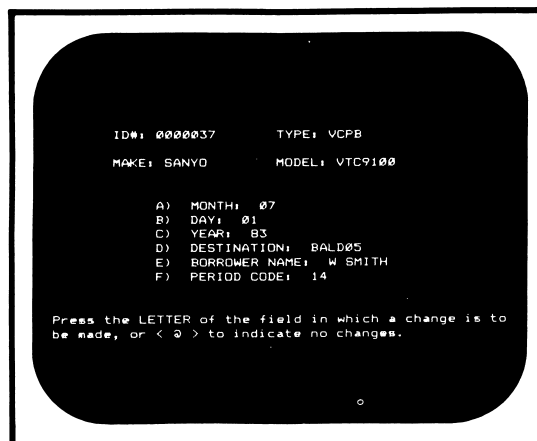 ID#: 0000037 TYPE: VCPB
MAKE: SANYO MODEL: VTC9100
A) MONTH: 07
B) DAY: 01
C) YEAR: 83
D) DESTINATION: BALD05
E) BORROWER NAME: W SMITH
F) PERIOD CODE: 14
Press the LETTER of the field in which a change is to
be made, or < @ > to indicate no changes.